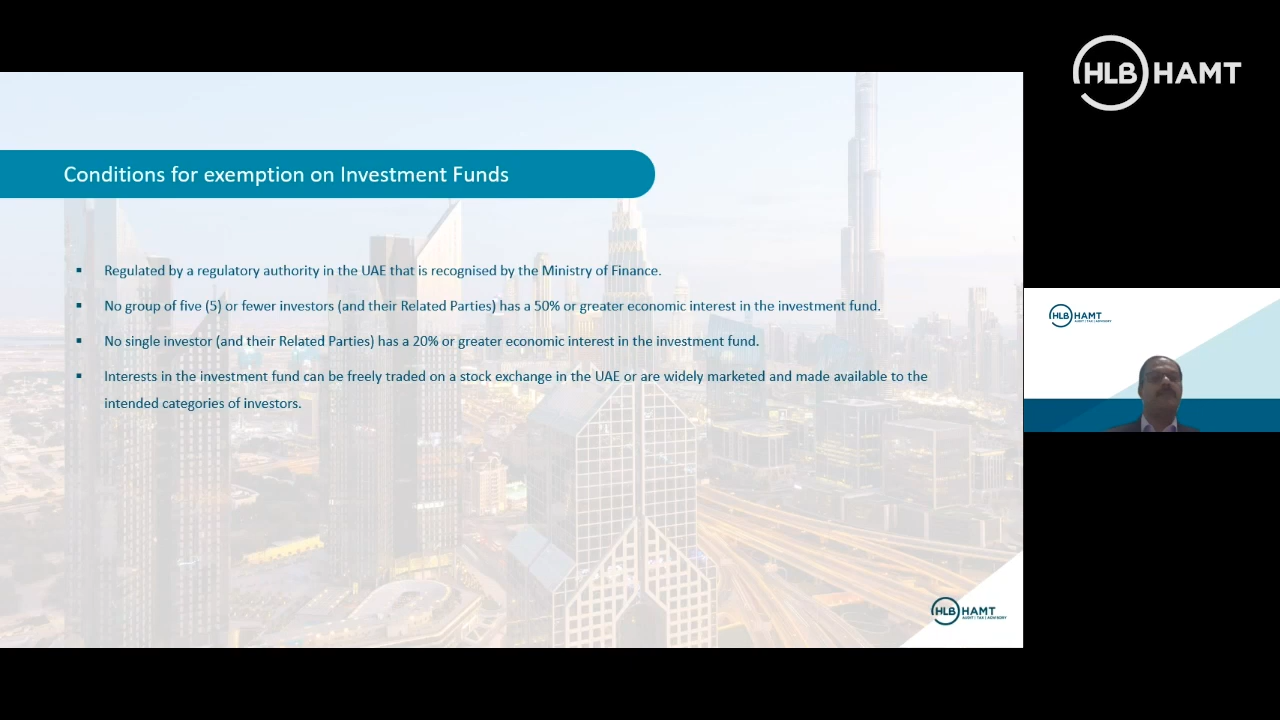 HLB HAMT
Conditions for exemption on Investment Funds
▪ Regulated by a regulatory authority in the UAE that is recognised by the Ministry of Finance.
▪ No group of five (5) or fewer investors (and their Related Parties) has a 50% or greater economic interest in the investment fund.
▪ No single investor (and their Related Parties) has a 20% or greater economic interest in the investment fund.
▪ Interests in the investment fund can be freely traded on a stock exchange in the UAE or are widely marketed and made available to the
intended categories of investors.
HLB HAMT
AUDIT | TAX | ADVISORY
HLB HAMT
AUDIT | TAX | ADVISORY